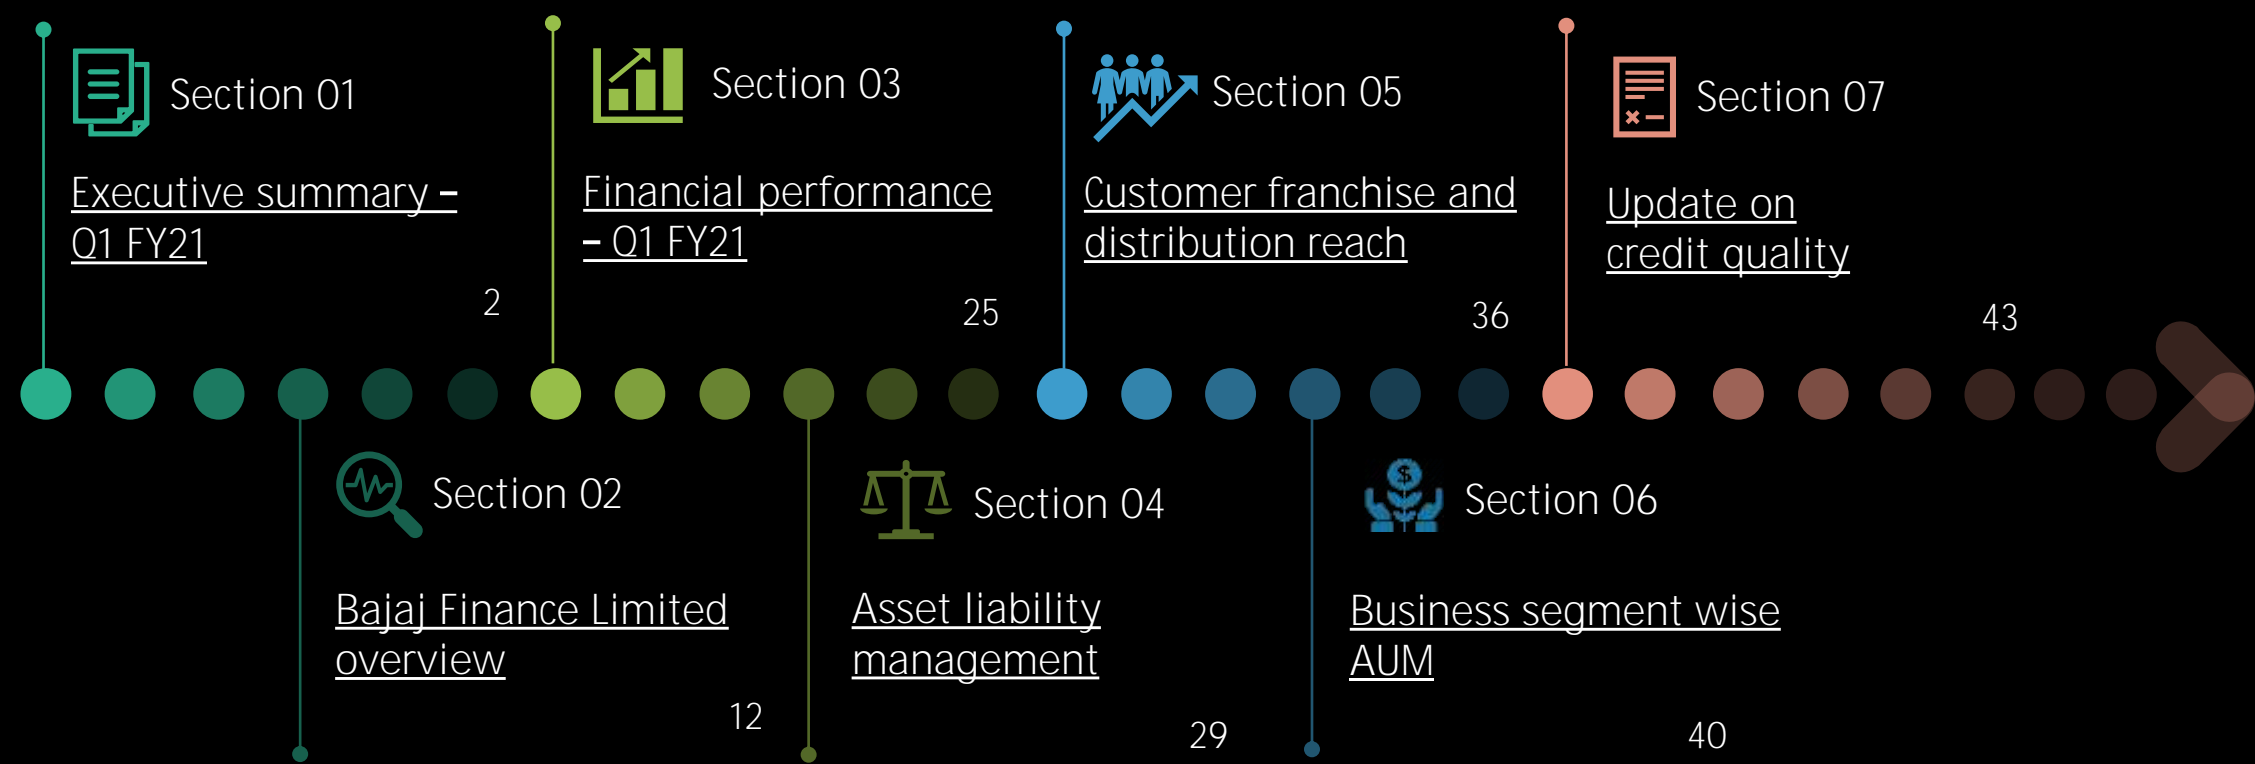 Section 01
Executive summary –
Q1 FY21
2
Section 02
Bajaj Finance Limited
overview
12
Section 03
Financial performance
– Q1 FY21
25
Section 04
Asset liability
management
29
Section 05
Customer franchise and
distribution reach
36
Section 06
Business segment wise
AUM
40
Section 07
Update on
credit quality
43